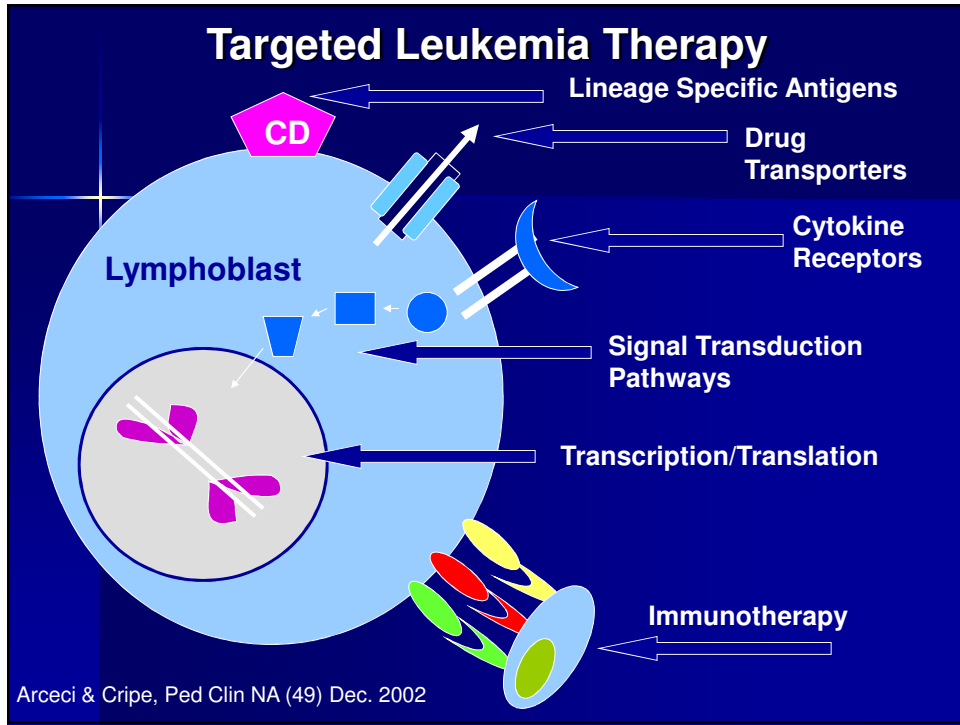 Targeted Leukemia Therapy
Lineage Specific Antigens
CD
Drug
Transporters
Cytokine
Receptors
Lymphoblast
Signal Transduction
Pathways
Transcription/Translation
Immunotherapy
Arceci & Cripe, Ped Clin NA (49) Dec. 2002